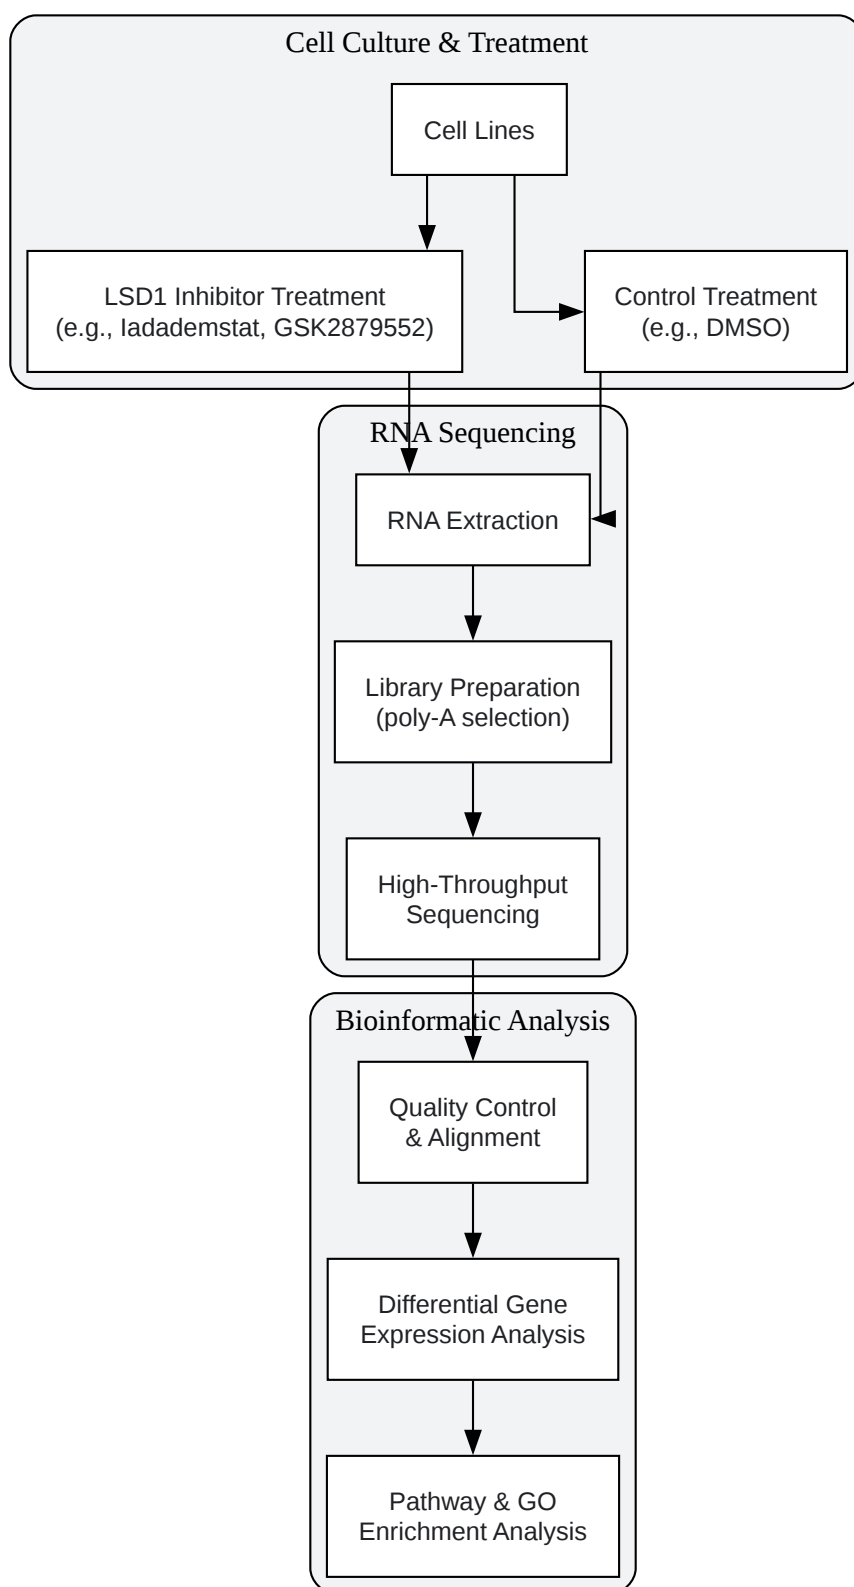 Cell Culture & Treatment
Cell Lines
LSD1 Inhibitor Treatment
(e.g., Iadademstat, GSK2879552)
Control Treatment
(e.g., DMSO)
RNA Sequencing
RNA Extraction
Library Preparation
(poly-A selection)
High-Throughput
Sequencing
Bioinformatic Analysis
Quality Control
& Alignment
Differential Gene
Expression Analysis
Pathway & GO
Enrichment Analysis